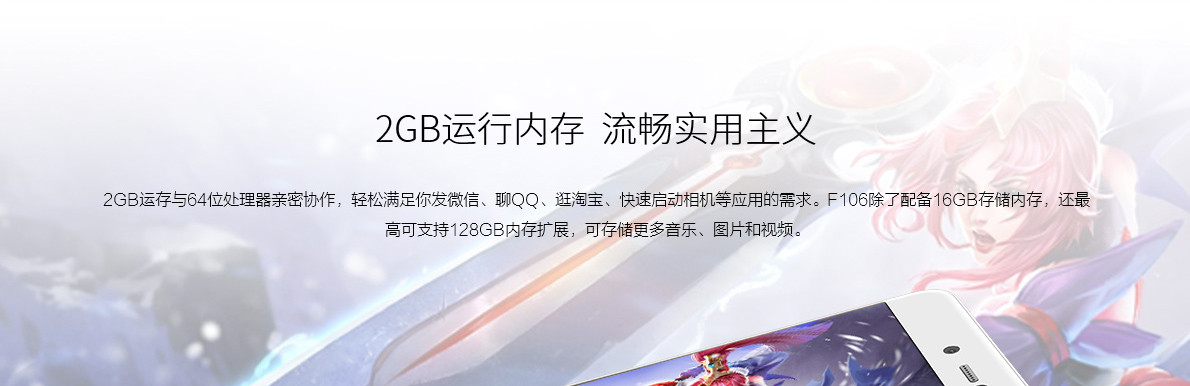 2GB运行内存 流畅实用主义
2GB运存与64位处理器亲密协作，轻松满足你发微信、聊QQ、逛淘宝、快速启动相机等应用的需求。F106除了配备16GB存储内存，还最
高可支持128GB内存扩展，可存储更多音乐、图片和视频。